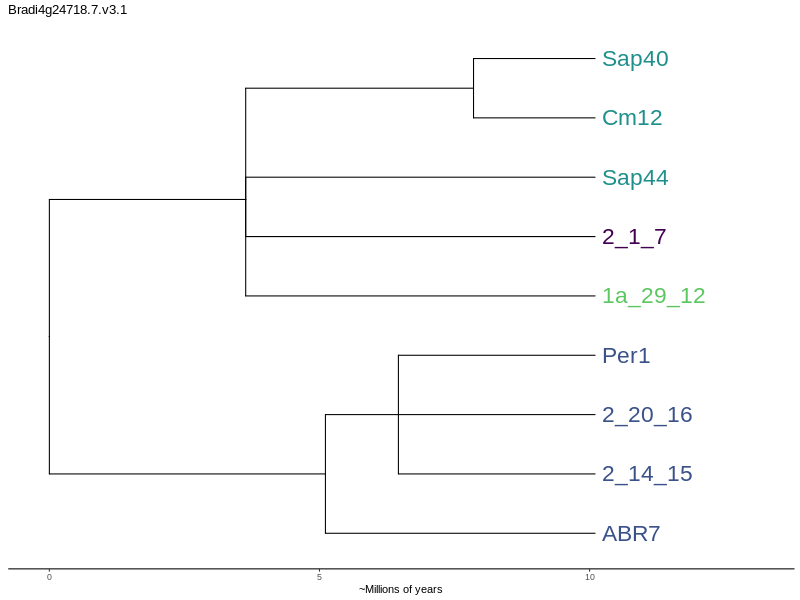 Bradi4g24718.7.v3.1
Sap40
Cm12
Sap44
2_1_7
1a_29_12
Per1
2_20_16
2_14_15
ABR7
0 5 10
~Millions of years